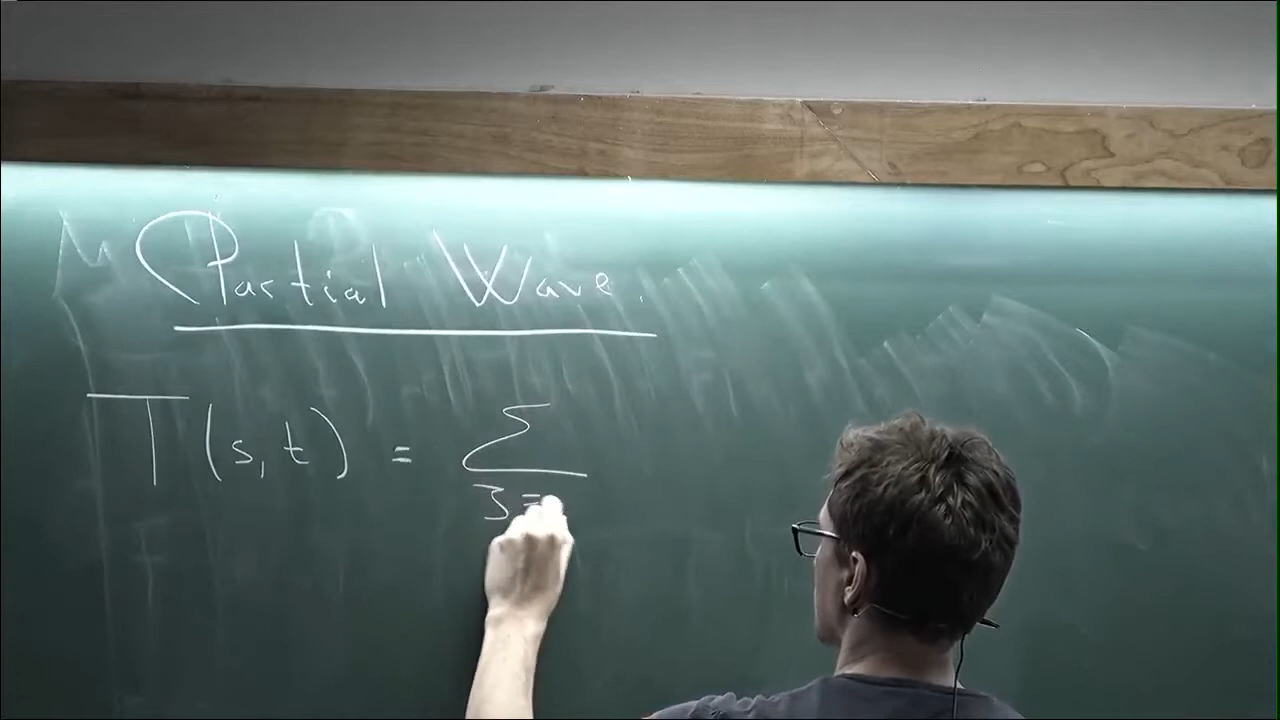 Partial Wave.
T(s,t) = Σ
J =